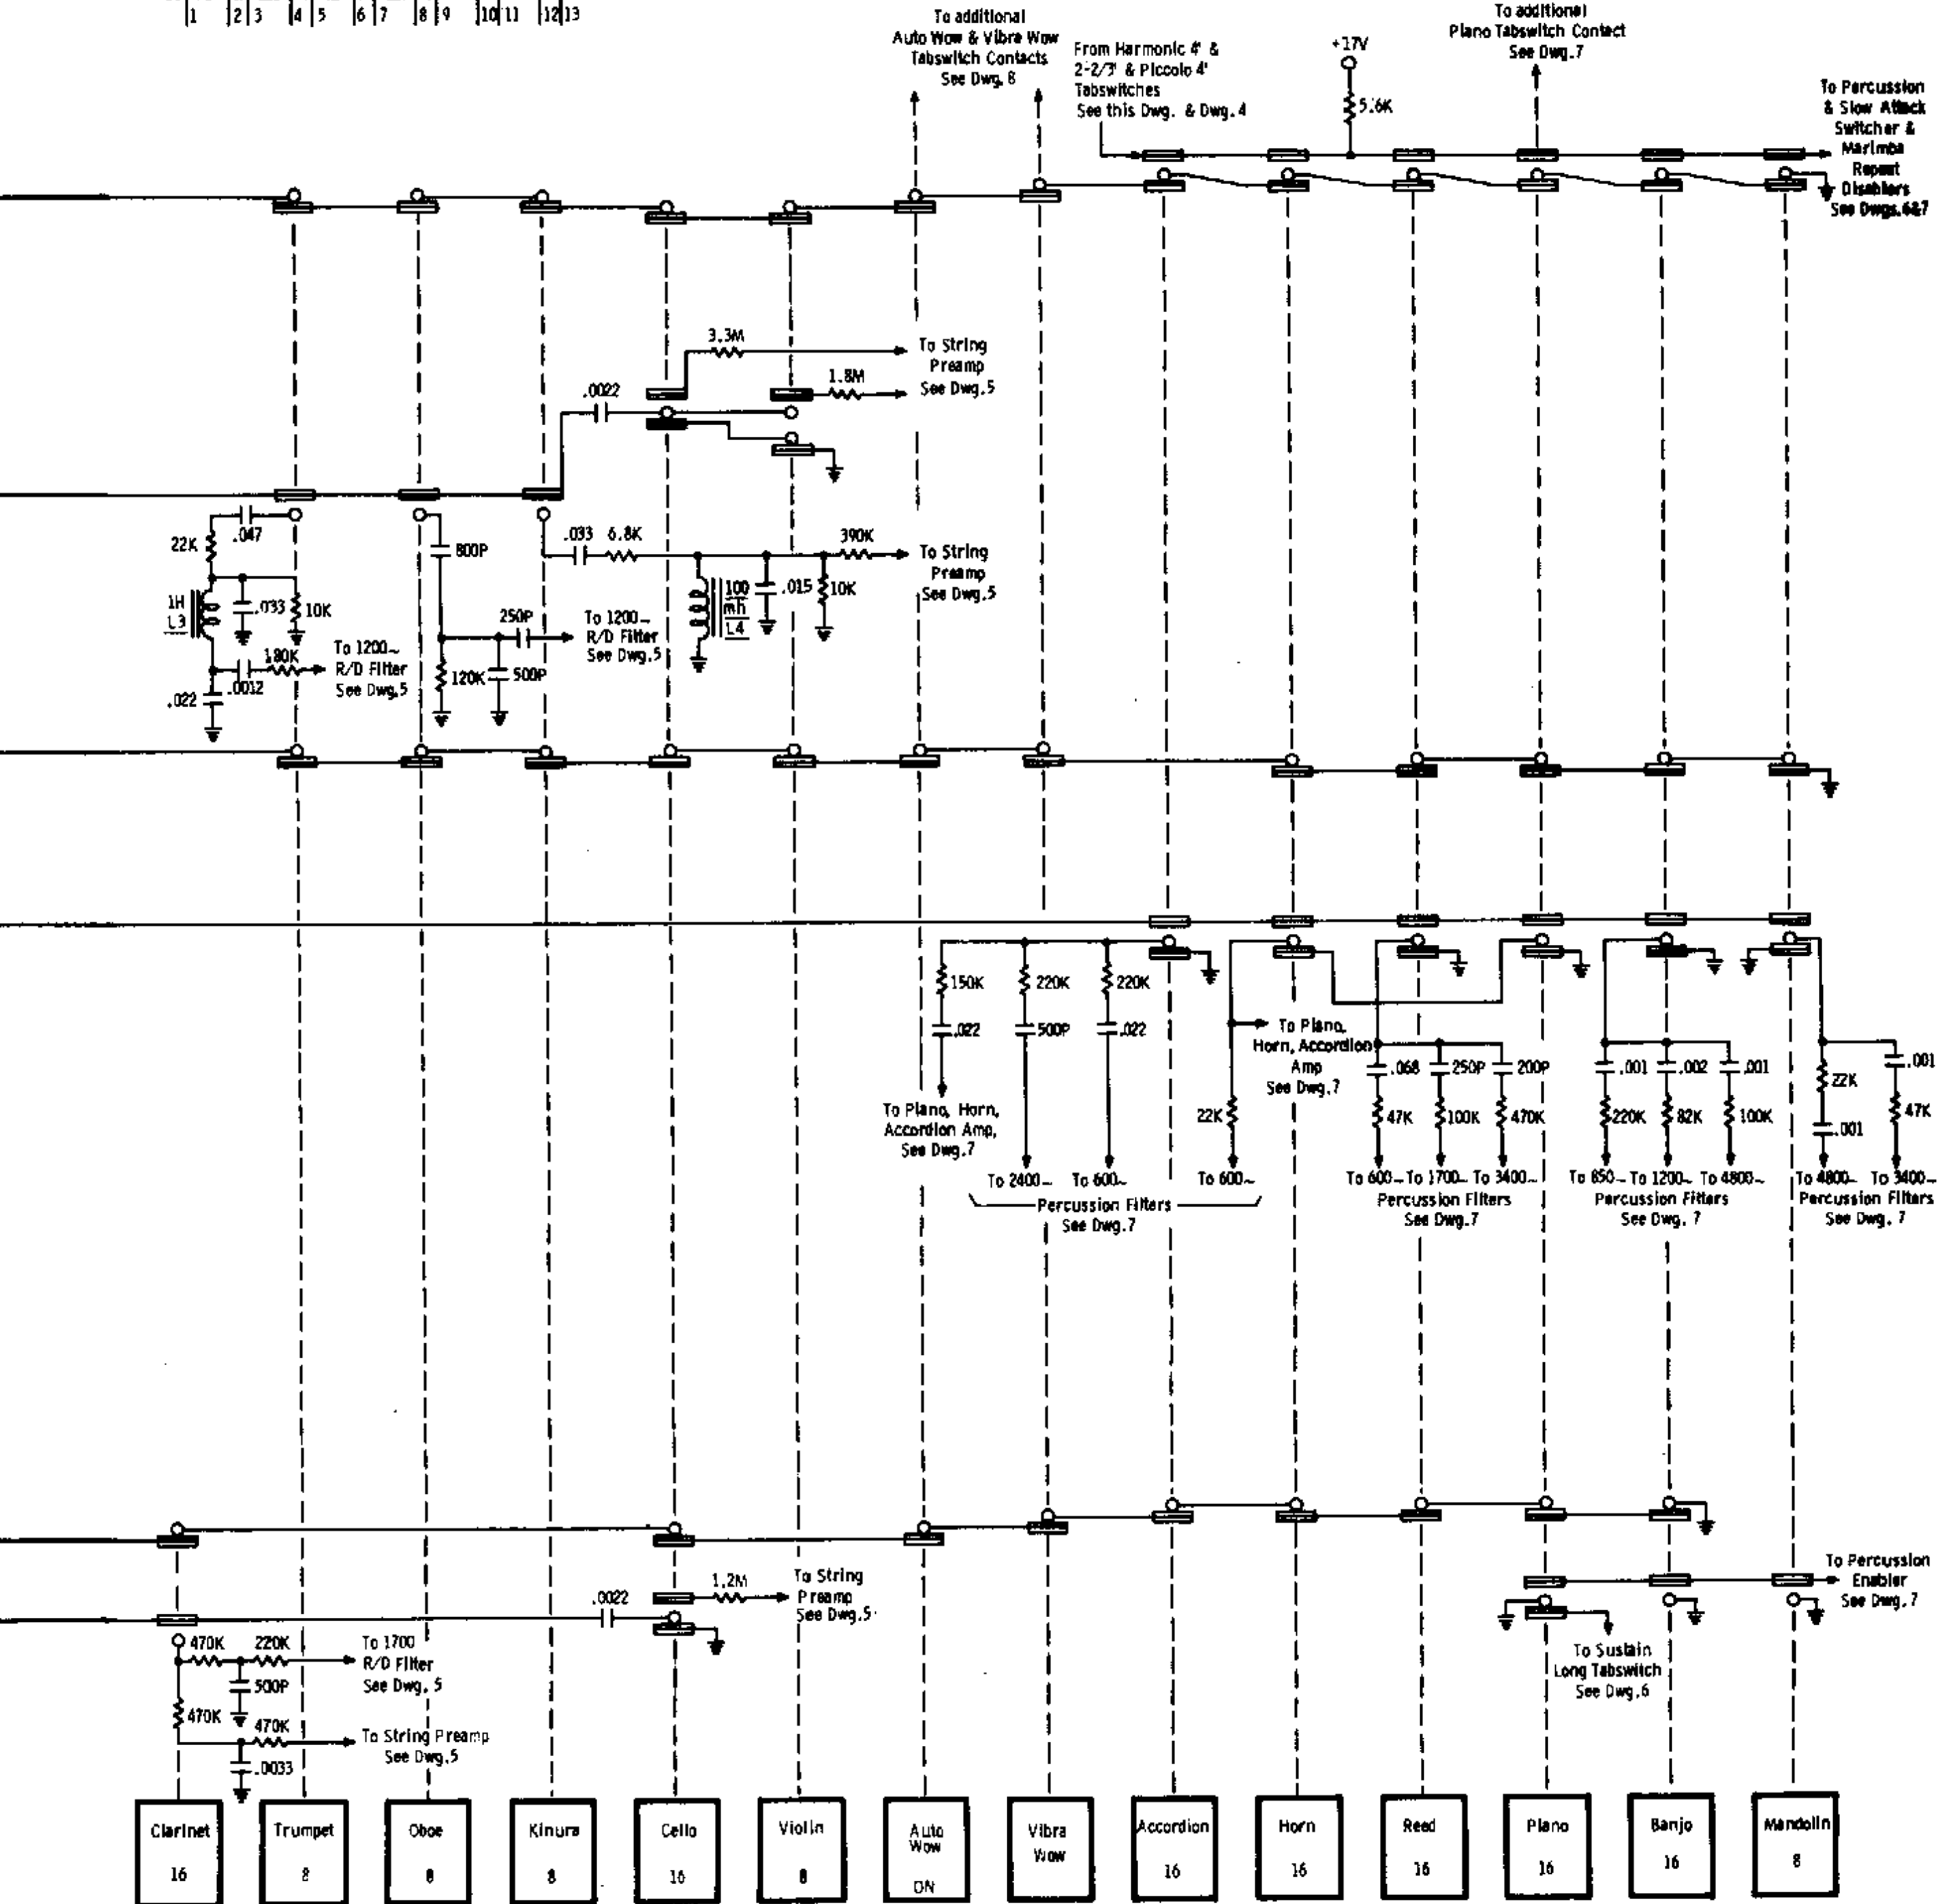 1 2 3 4 5 6 7 8 9 10 11 12 13
To additional
Auto Wow & Vibra Wow
Tabswitch Contacts
See Dwg. 8
From Harmonic 4' &
2-2/3' & Piccolo 4'
Tabswitches
See this Dwg. & Dwg. 4
+17V
5.6K
To additional
Piano Tabswitch Contact
See Dwg. 7
To Percussion
& Slow Attack
Switcher &
Marimba
Repeat
Disablers
See Dwgs. 6&7
3.3M
To String
Preamp
See Dwg. 5
1.8M
.0022
.047
22K
1H
L3
.033
10K
180K
.0012
.022
To 1200~
R/D Filter
See Dwg. 5
800P
250P
120K
500P
To 1200~
R/D Filter
See Dwg. 5
.033
6.8K
100
mh
L4
.015
10K
390K
To String
Preamp
See Dwg. 5
150K
.022
To Piano, Horn,
Accordion Amp,
See Dwg. 7
220K
500P
To 2400~
220K
.022
To 600~
22K
To 600~
Percussion Filters
See Dwg. 7
To Piano,
Horn, Accordion
Amp
See Dwg. 7
.068
250P
200P
47K
100K
470K
To 600~ To 1700~ To 3400~
Percussion Filters
See Dwg. 7
.001
.002
.001
220K
82K
100K
To 850~ To 1200~ To 4800~
Percussion Filters
See Dwg. 7
22K
.001
.001
47K
To 4800~ To 3400~
Percussion Filters
See Dwg. 7
.0022
1.2M
To String
Preamp
See Dwg. 5
To Percussion
Enabler
See Dwg. 7
To Sustain
Long Tabswitch
See Dwg. 6
470K
220K
500P
To 1700
R/D Filter
See Dwg. 5
470K
470K
.0033
To String Preamp
See Dwg. 5
Clarinet
16
Trumpet
8
Oboe
8
Kinura
8
Cello
16
Violin
8
Auto
Wow
ON
Vibra
Wow
Accordion
16
Horn
16
Reed
16
Piano
16
Banjo
16
Mandolin
8